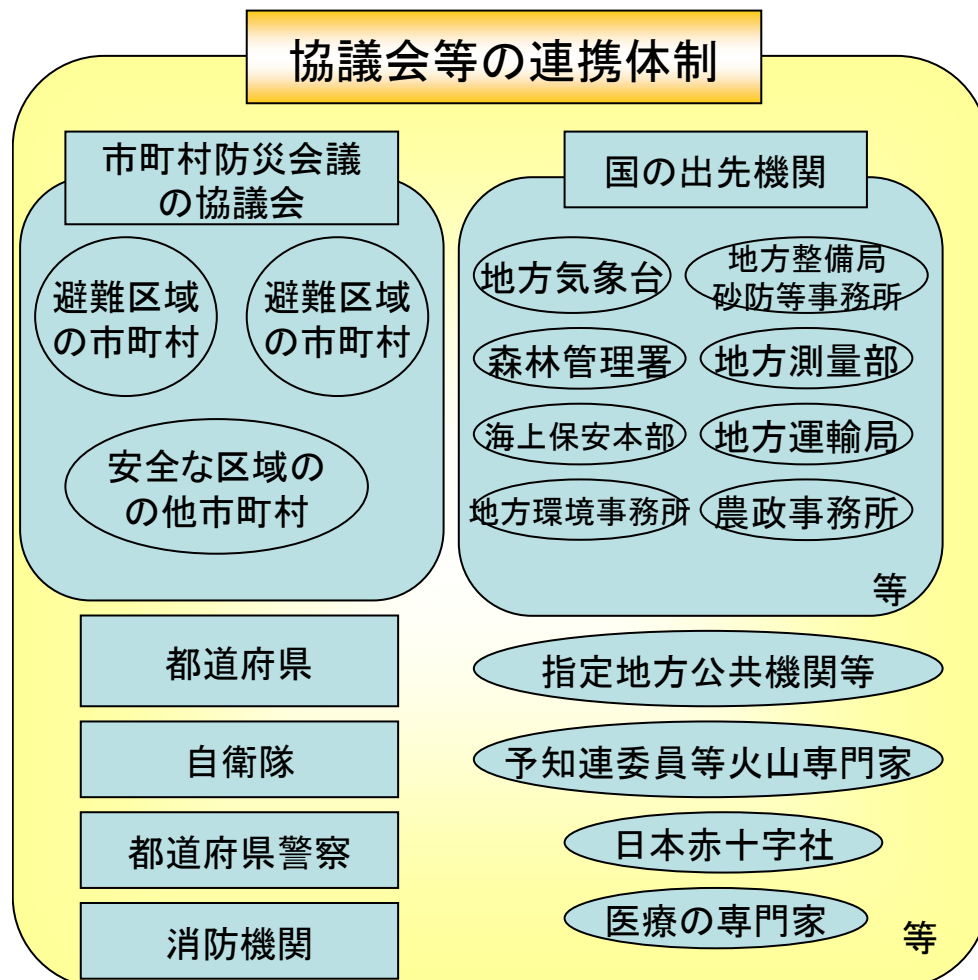 協議会等の連携体制
市町村防災会議
の協議会
避難区域
の市町村
避難区域
の市町村
安全な区域の
の他市町村
国の出先機関
地方気象台
地方整備局
砂防等事務所
森林管理署
地方測量部
海上保安本部
地方運輸局
地方環境事務所
農政事務所
等
都道府県
自衛隊
都道府県警察
消防機関
指定地方公共機関等
予知連委員等火山専門家
日本赤十字社
医療の専門家
等